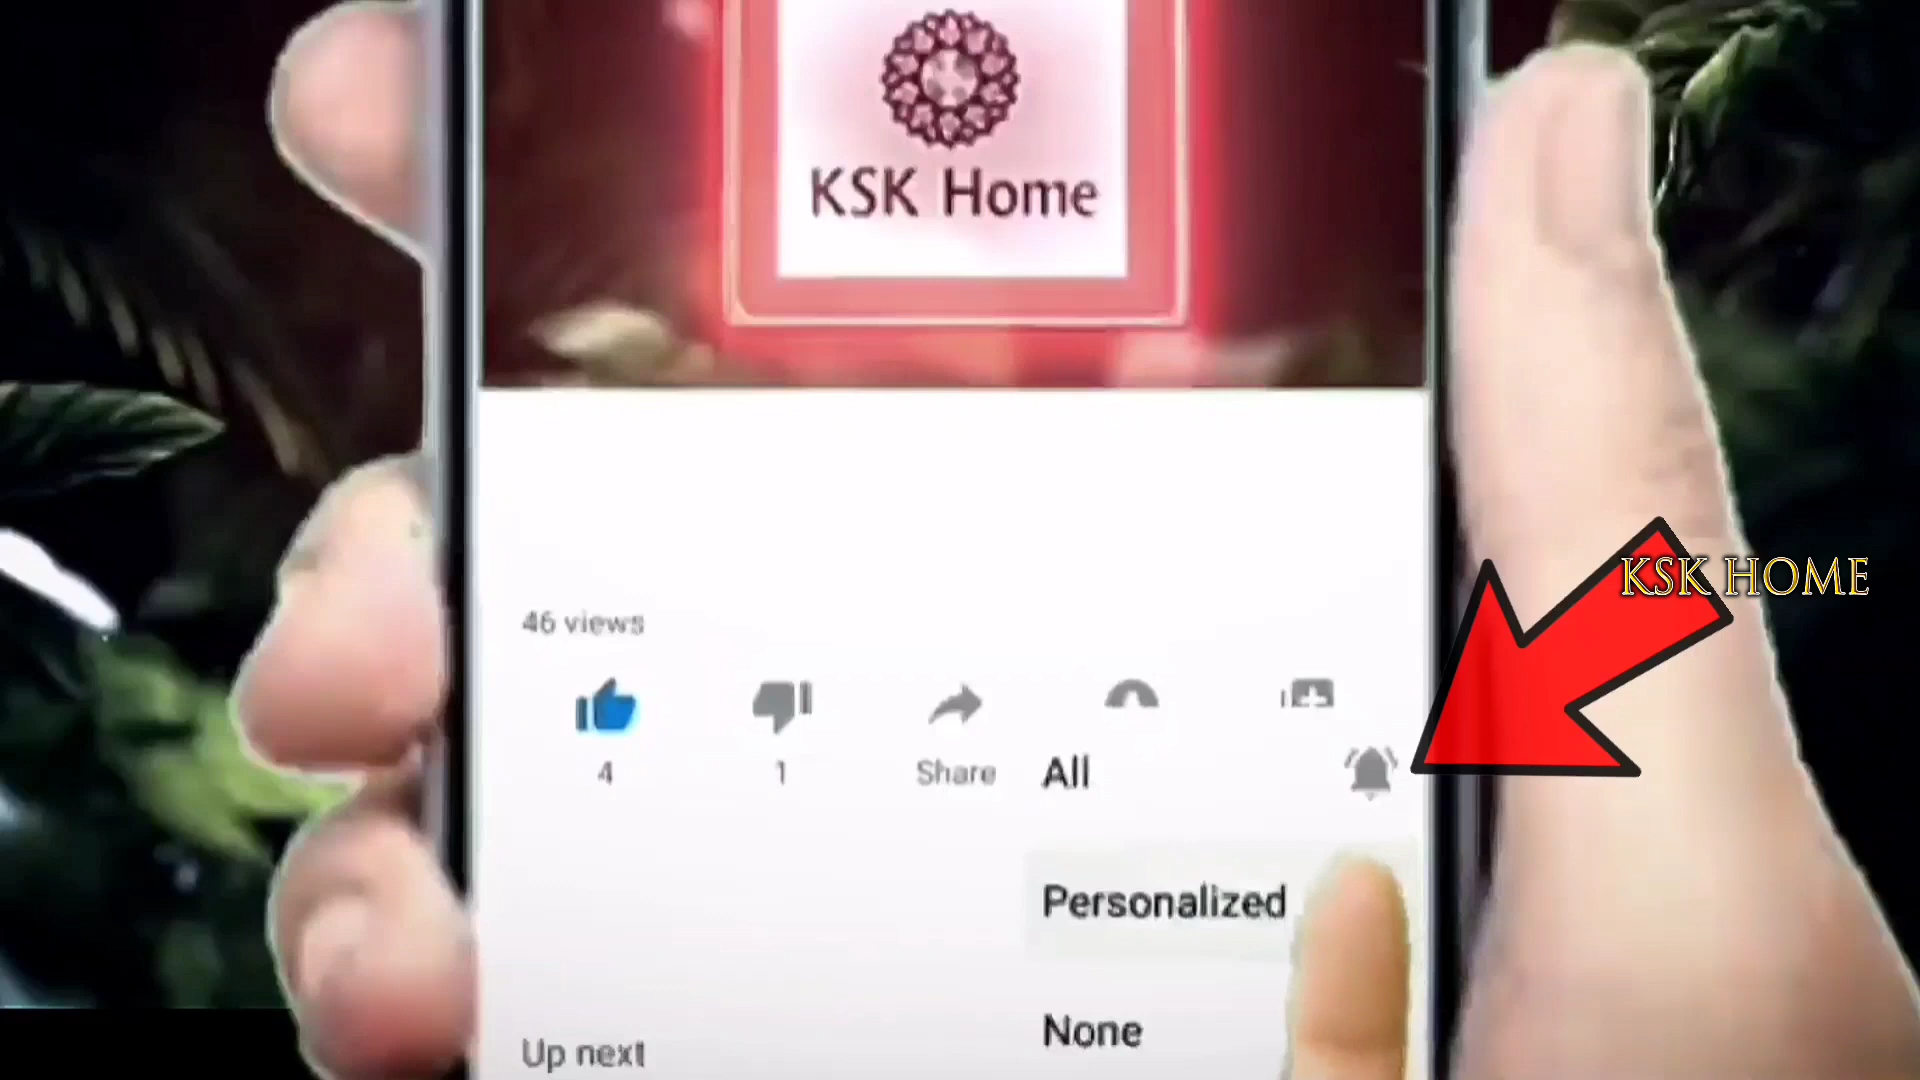 KSK Home
KSK HOME
46 views
4
1
Share
All
Personalized
None
Up next